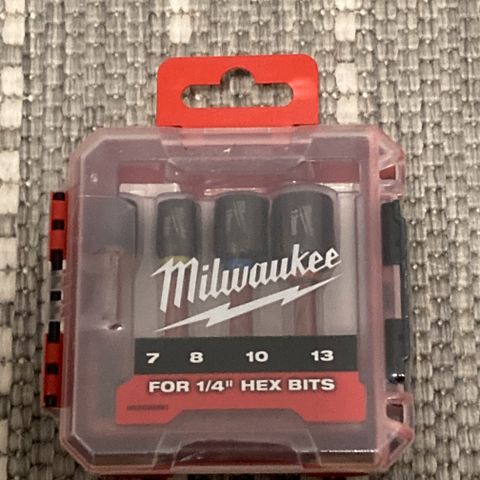 Milwaukee
7 8 10 13
FOR 1/4" HEX BITS